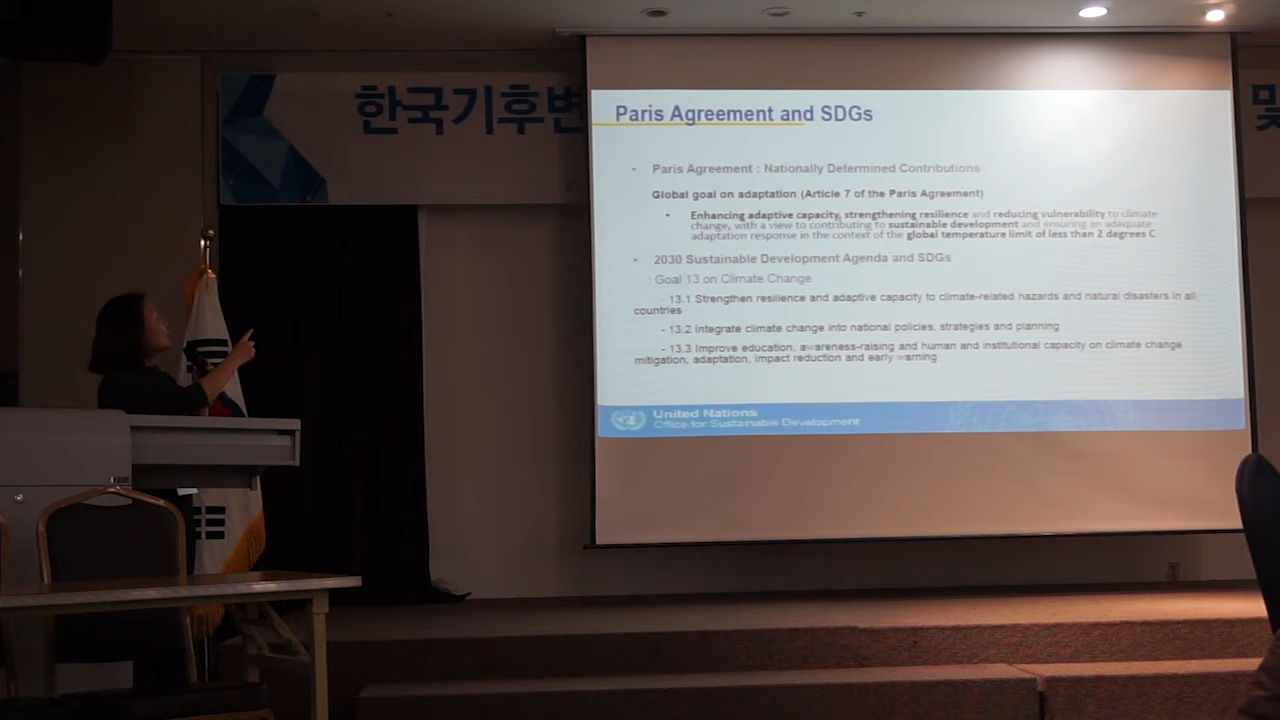 한국기후변
및
Paris Agreement and SDGs
• Paris Agreement : Nationally Determined Contributions
Global goal on adaptation (Article 7 of the Paris Agreement)
• Enhancing adaptive capacity, strengthening resilience and reducing vulnerability to climate
change, with a view to contributing to sustainable development and ensuring an adequate
adaptation response in the context of the global temperature limit of less than 2 degrees C
• 2030 Sustainable Development Agenda and SDGs
: Goal 13 on Climate Change
- 13.1 Strengthen resilience and adaptive capacity to climate-related hazards and natural disasters in all
countries
- 13.2 Integrate climate change into national policies, strategies and planning
- 13.3 Improve education, awareness-raising and human and institutional capacity on climate change
mitigation, adaptation, impact reduction and early warning
United Nations
Office for Sustainable Development